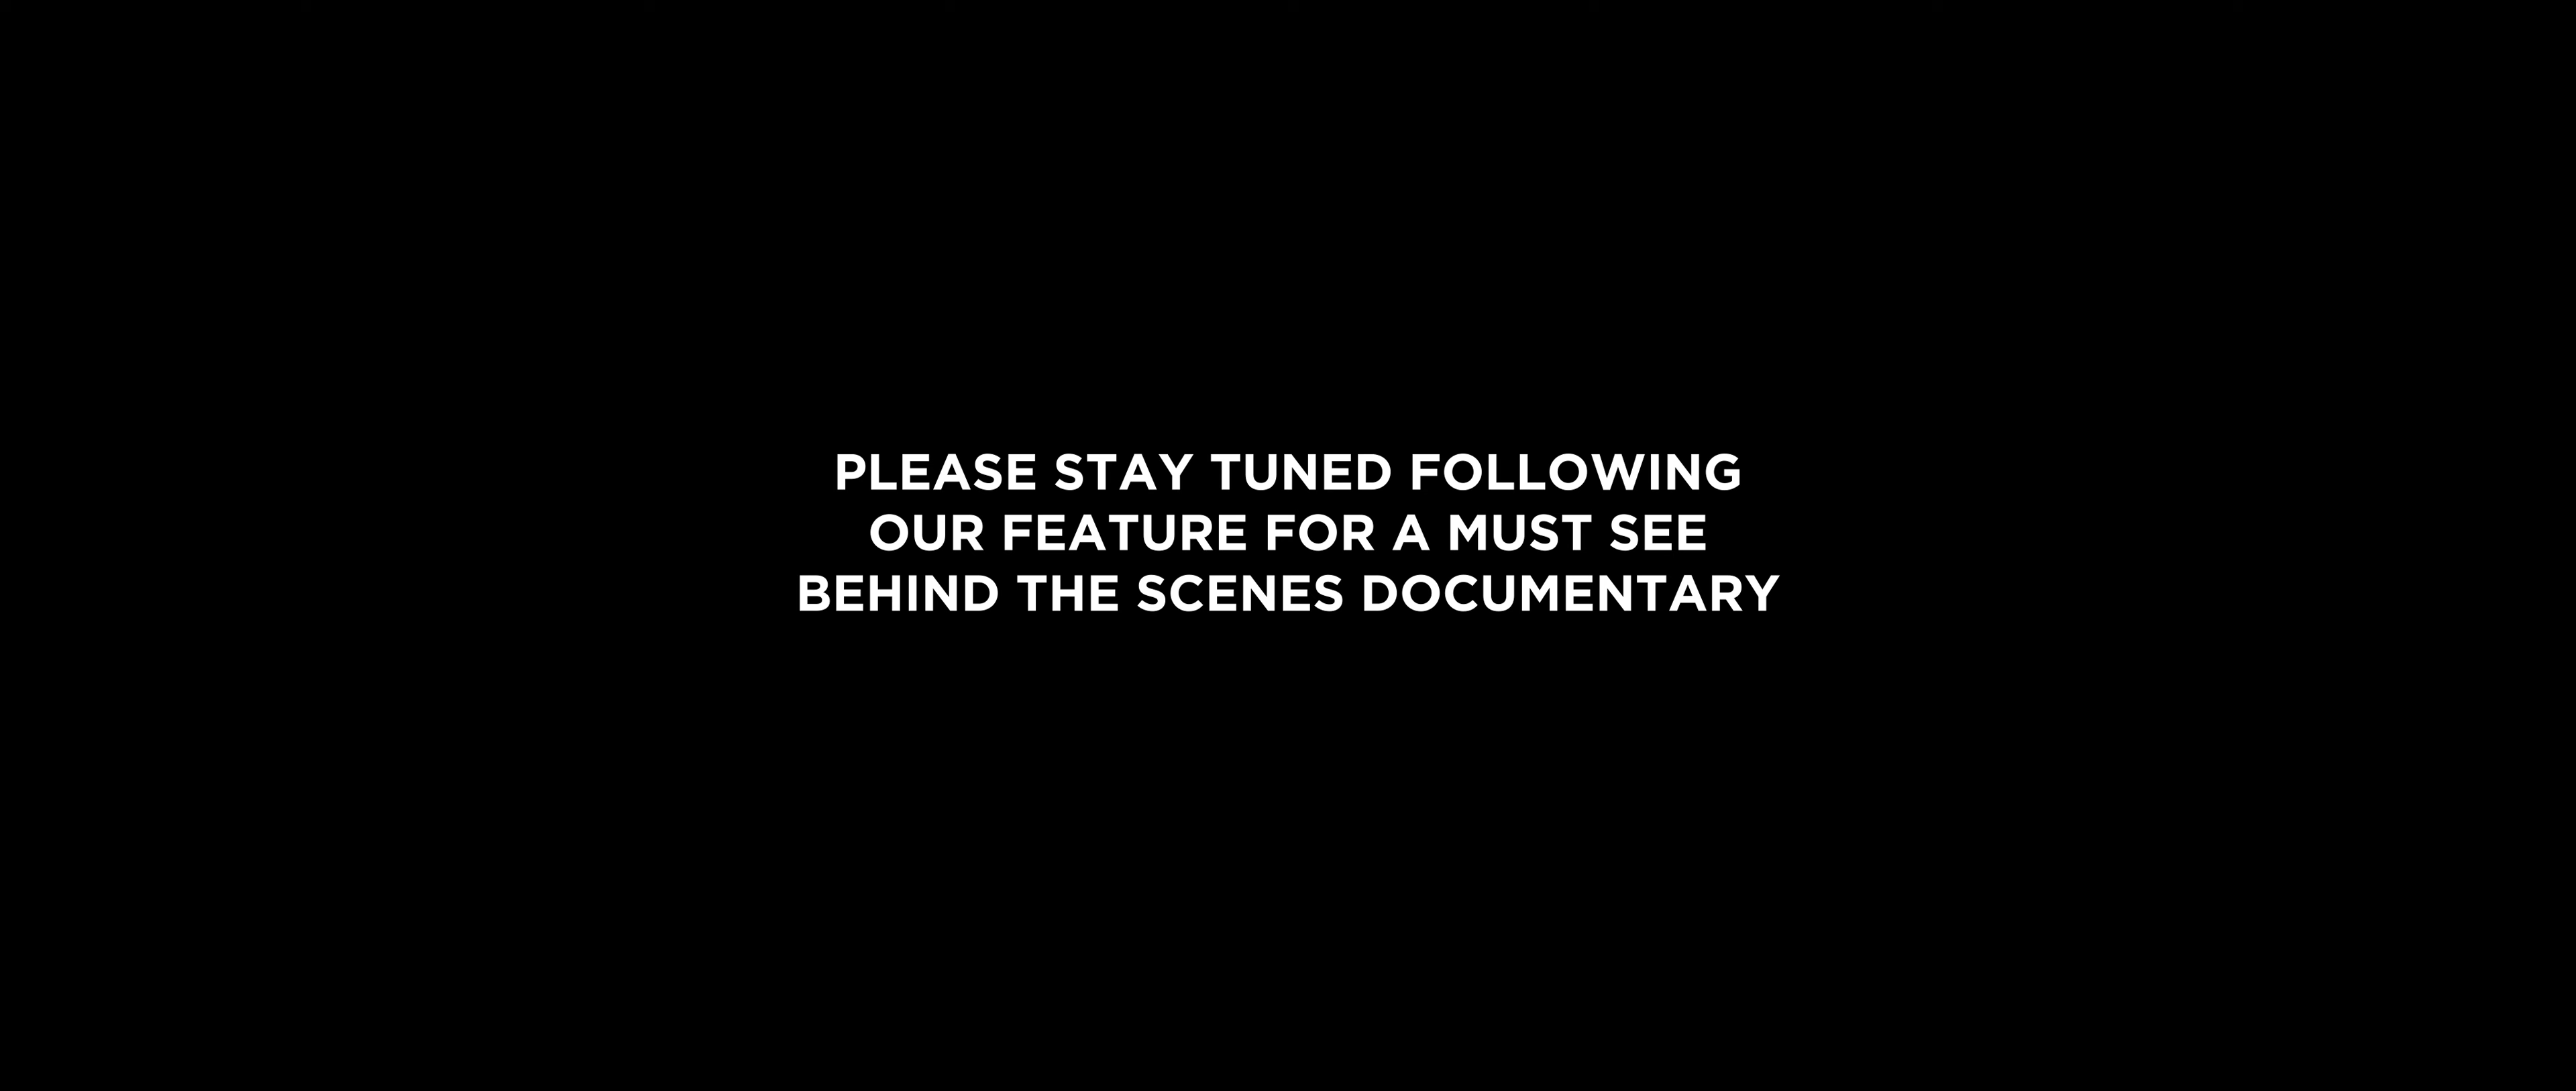 PLEASE STAY TUNED FOLLOWING
OUR FEATURE FOR A MUST SEE
BEHIND THE SCENES DOCUMENTARY